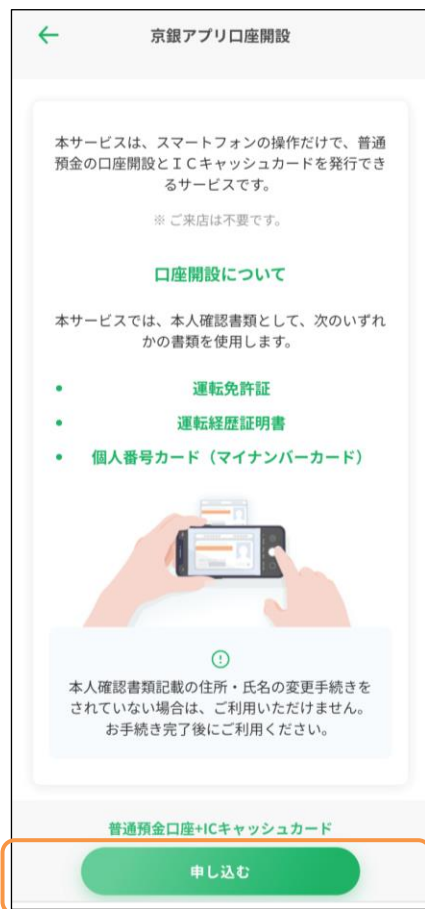 京銀アプリ口座開設
本サービスは、スマートフォンの操作だけで、普通
預金の口座開設とＩＣキャッシュカードを発行でき
るサービスです。
※ ご来店は不要です。
口座開設について
本サービスでは、本人確認書類として、次のいずれ
かの書類を使用します。
• 運転免許証
• 運転経歴証明書
• 個人番号カード（マイナンバーカード）
本人確認書類記載の住所・氏名の変更手続きを
されていない場合は、ご利用いただけません。
お手続き完了後にご利用ください。
普通預金口座+ICキャッシュカード
申し込む